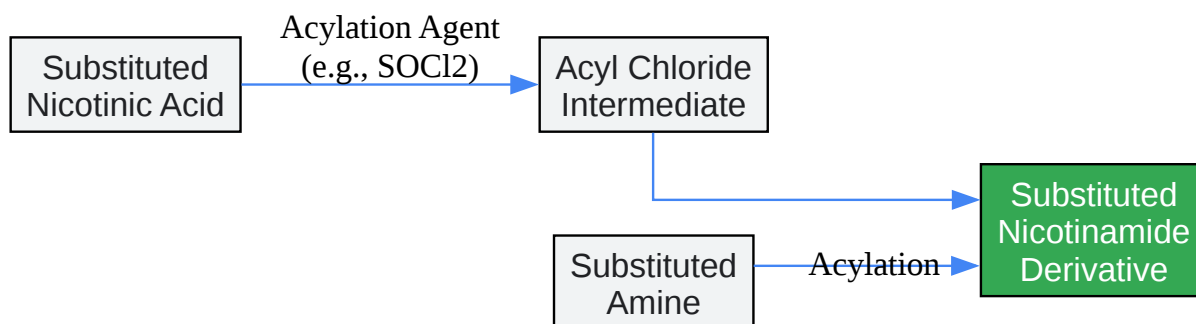 Substituted
Nicotinic Acid
Acylation Agent
(e.g., SOCl2)
Acyl Chloride
Intermediate
Substituted
Amine
Acylation
Substituted
Nicotinamide
Derivative